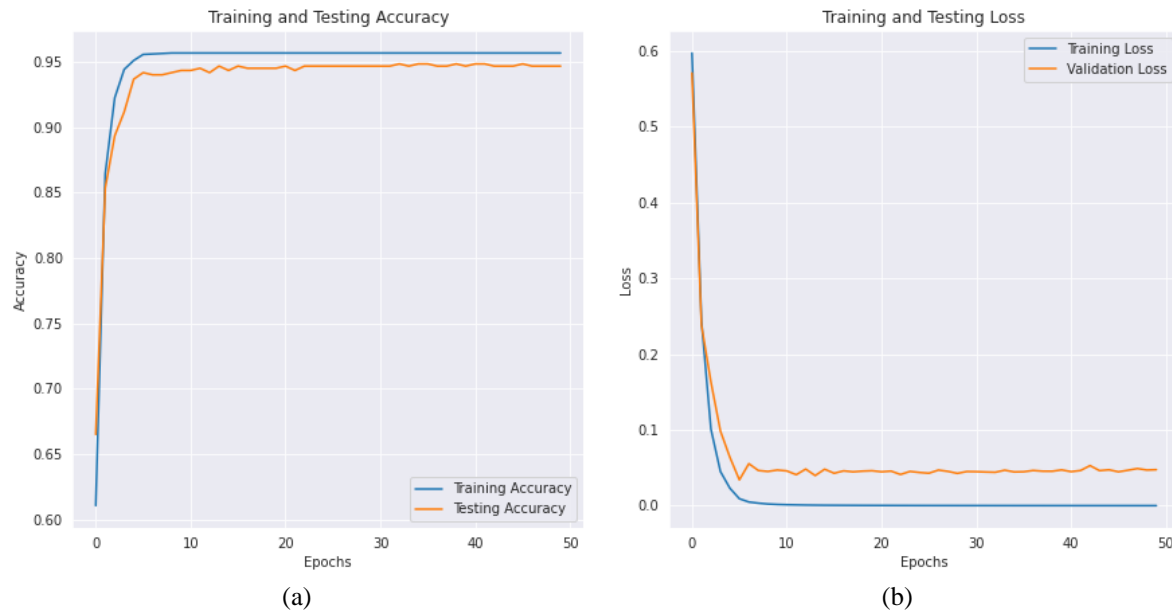 Training and Testing Accuracy
0.95
0.90
0.85
0.80
0.75
0.70
0.65
0.60
Accuracy
Training Accuracy
Testing Accuracy
0 10 20 30 40 50
Epochs
(a)
Training and Testing Loss
0.6
0.5
0.4
0.3
0.2
0.1
0.0
Loss
Training Loss
Validation Loss
0 10 20 30 40 50
Epochs
(b)